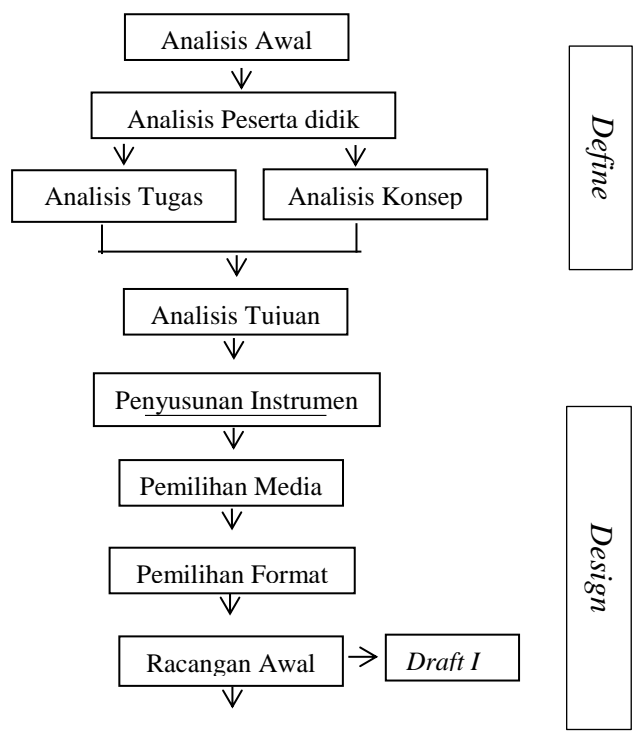 Analisis Awal
Analisis Peserta didik
Define
Analisis Tugas
Analisis Konsep
Analisis Tujuan
Penyusunan Instrumen
Pemilihan Media
Design
Pemilihan Format
Racangan Awal
Draft I